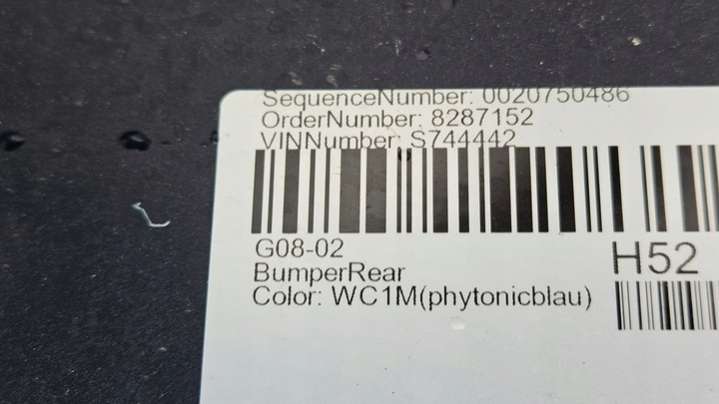 SequenceNumber: 0020750486
OrderNumber: 8287152
VINNumber: S744442
G08-02
H52
BumperRear
Color: WC1M(phytonicblau)